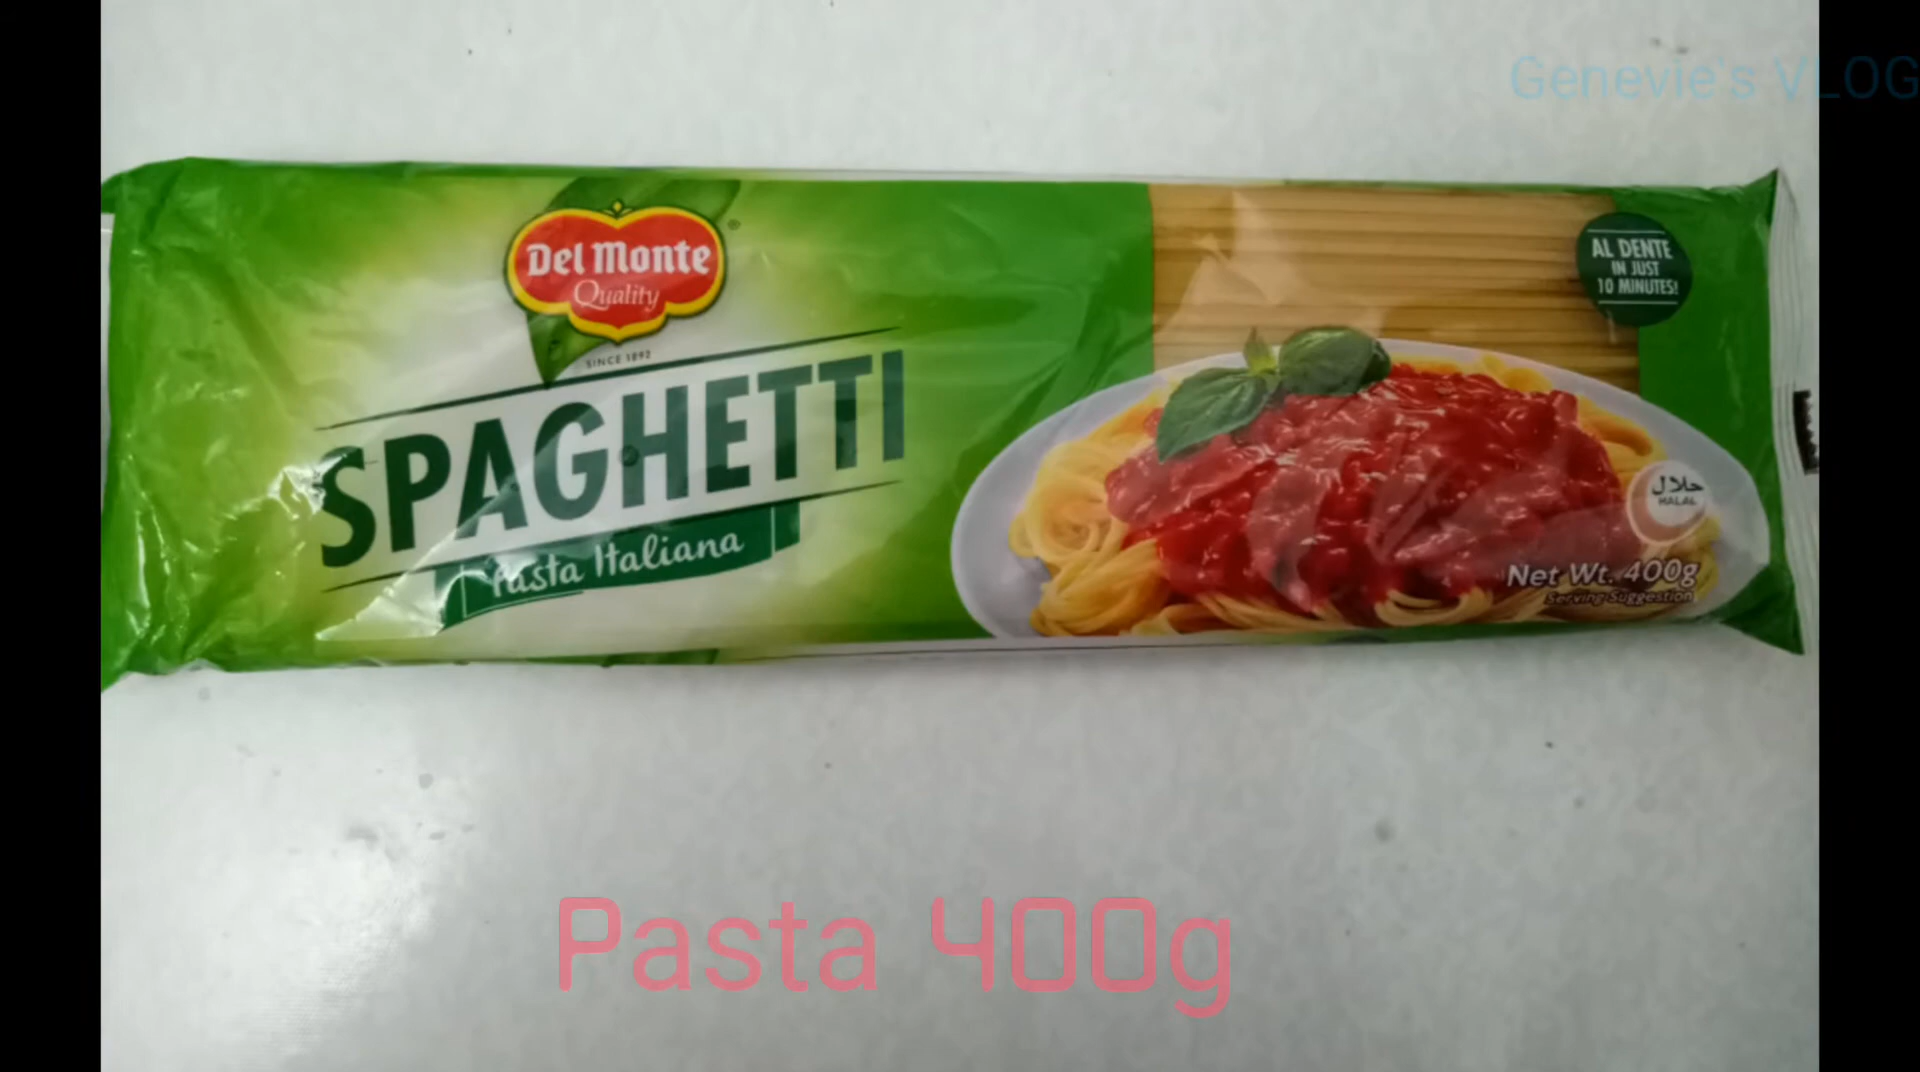 Genevie's VLOG
Del Monte
Quality
SINCE 1892
SPAGHETTI
Pasta Italiana
AL DENTE
IN JUST
10 MINUTES!
حلال
HALAL
Net Wt. 400g
Serving Suggestion
Pasta 400g